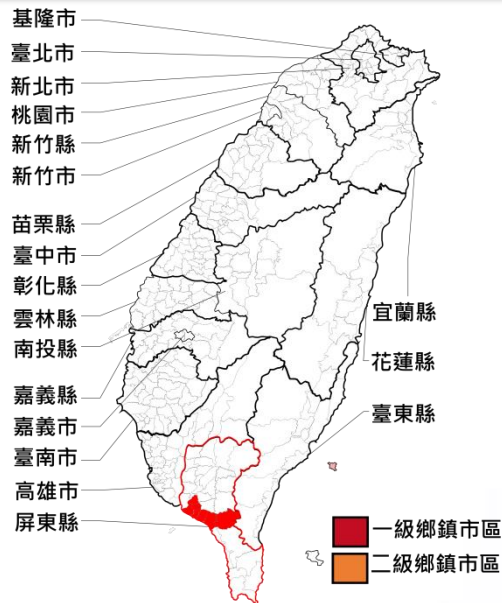 基隆市
臺北市
新北市
桃園市
新竹縣
新竹市
苗栗縣
臺中市
彰化縣
雲林縣
南投縣
嘉義縣
嘉義市
臺南市
高雄市
屏東縣
宜蘭縣
花蓮縣
臺東縣
一級鄉鎮市區
二級鄉鎮市區